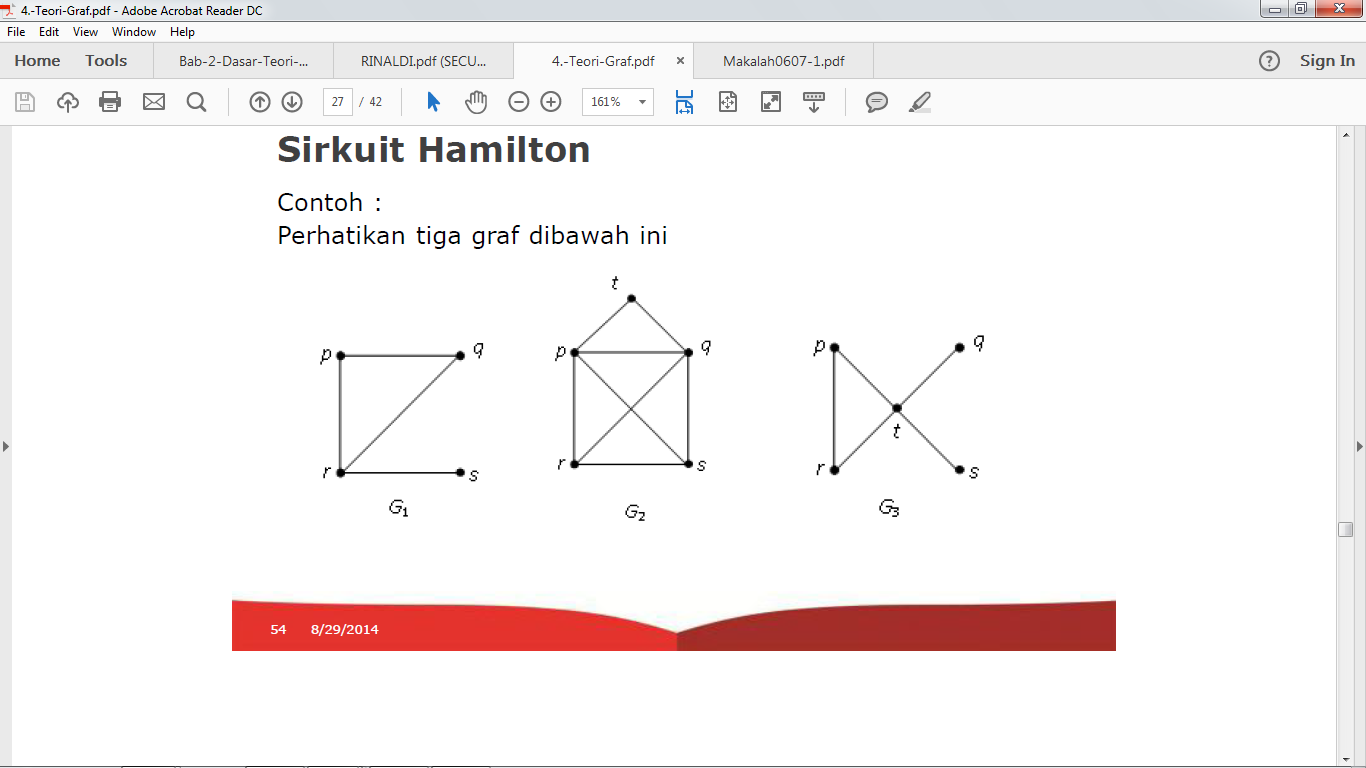 4.-Teori-Graf.pdf - Adobe Acrobat Reader DC
File Edit View Window Help
Home Tools Bab-2-Dasar-Teori-... RINALDI.pdf (SECU... 4.-Teori-Graf.pdf × Makalah0607-1.pdf ? Sign In
27 / 42 161%
Sirkuit Hamilton
Contoh :
Perhatikan tiga graf dibawah ini
p q r s
G1
t p q r s
G2
p q t r s
G3
54 8/29/2014